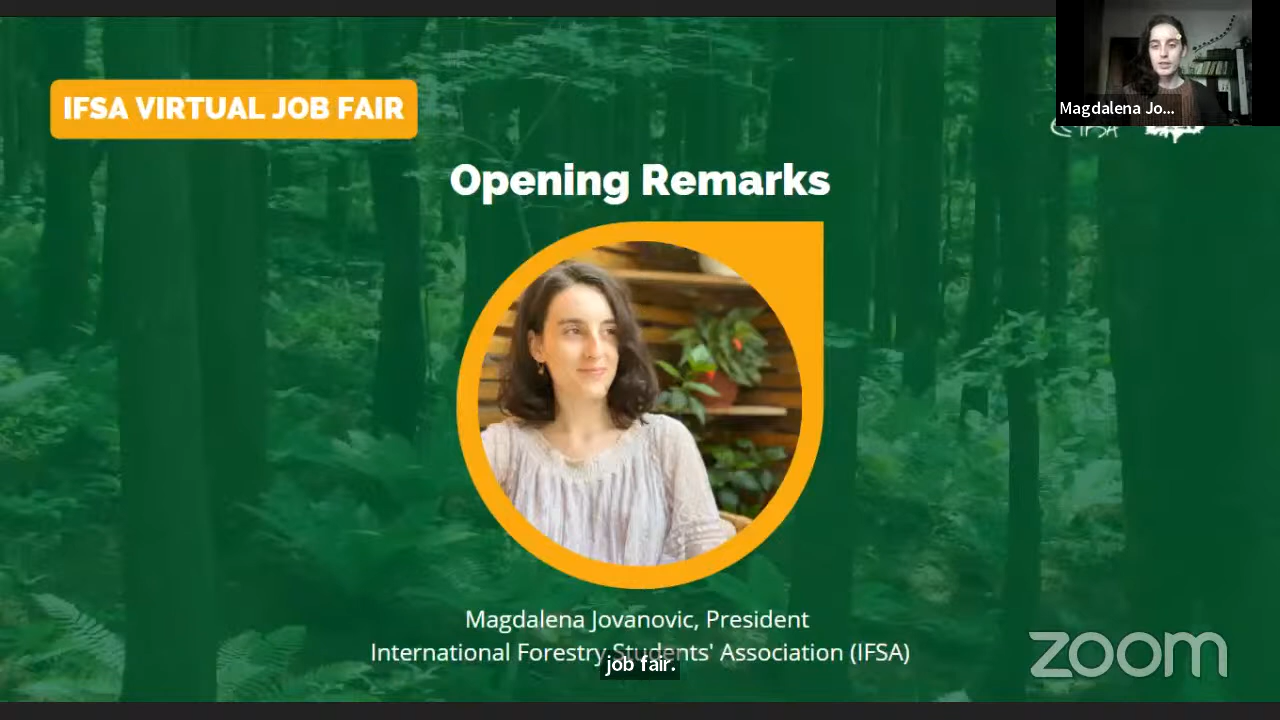 IFSA VIRTUAL JOB FAIR
Magdalena Jo...
Opening Remarks
Magdalena Jovanovic, President
International Forestry Students' Association (IFSA)
job fair.
zoom